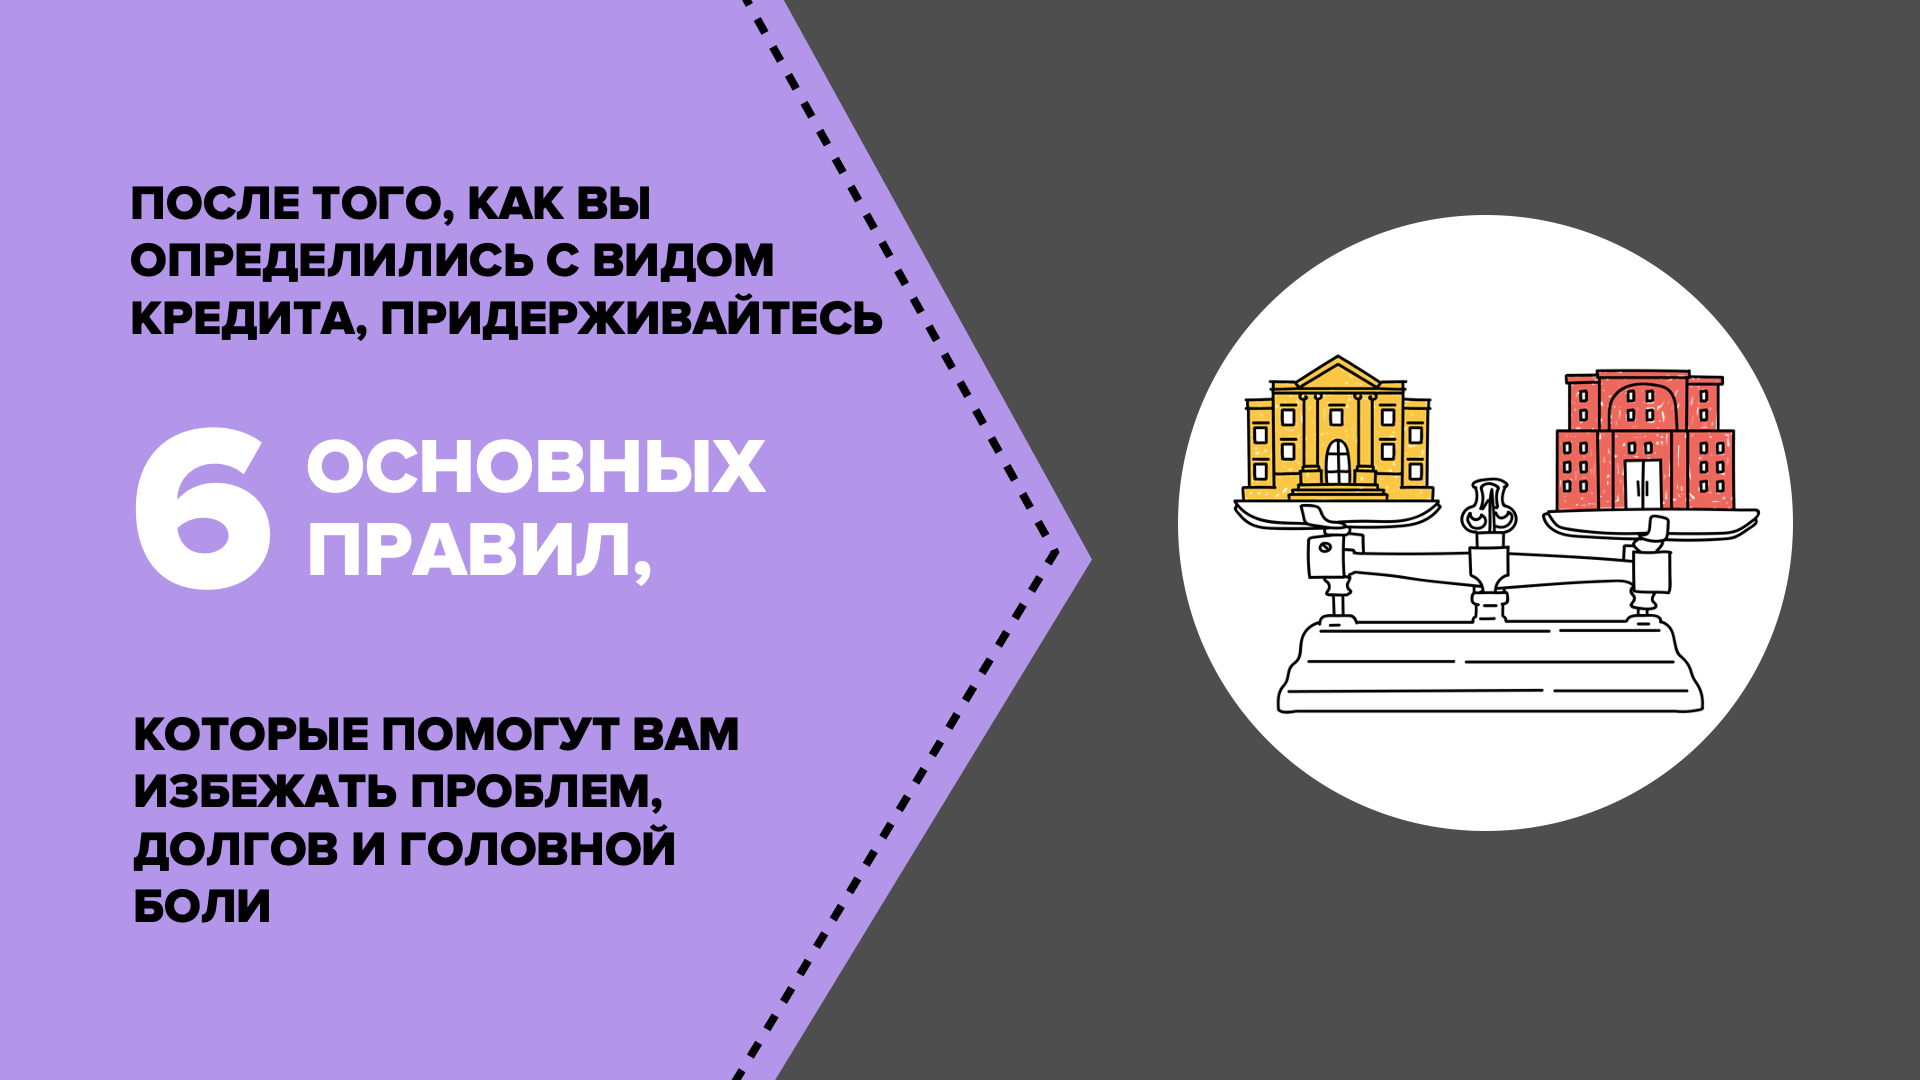 ПОСЛЕ ТОГО, КАК ВЫ
ОПРЕДЕЛИЛИСЬ С ВИДОМ
КРЕДИТА, ПРИДЕРЖИВАЙТЕСЬ
6 ОСНОВНЫХ
ПРАВИЛ,
КОТОРЫЕ ПОМОГУТ ВАМ
ИЗБЕЖАТЬ ПРОБЛЕМ,
ДОЛГОВ И ГОЛОВНОЙ
БОЛИ